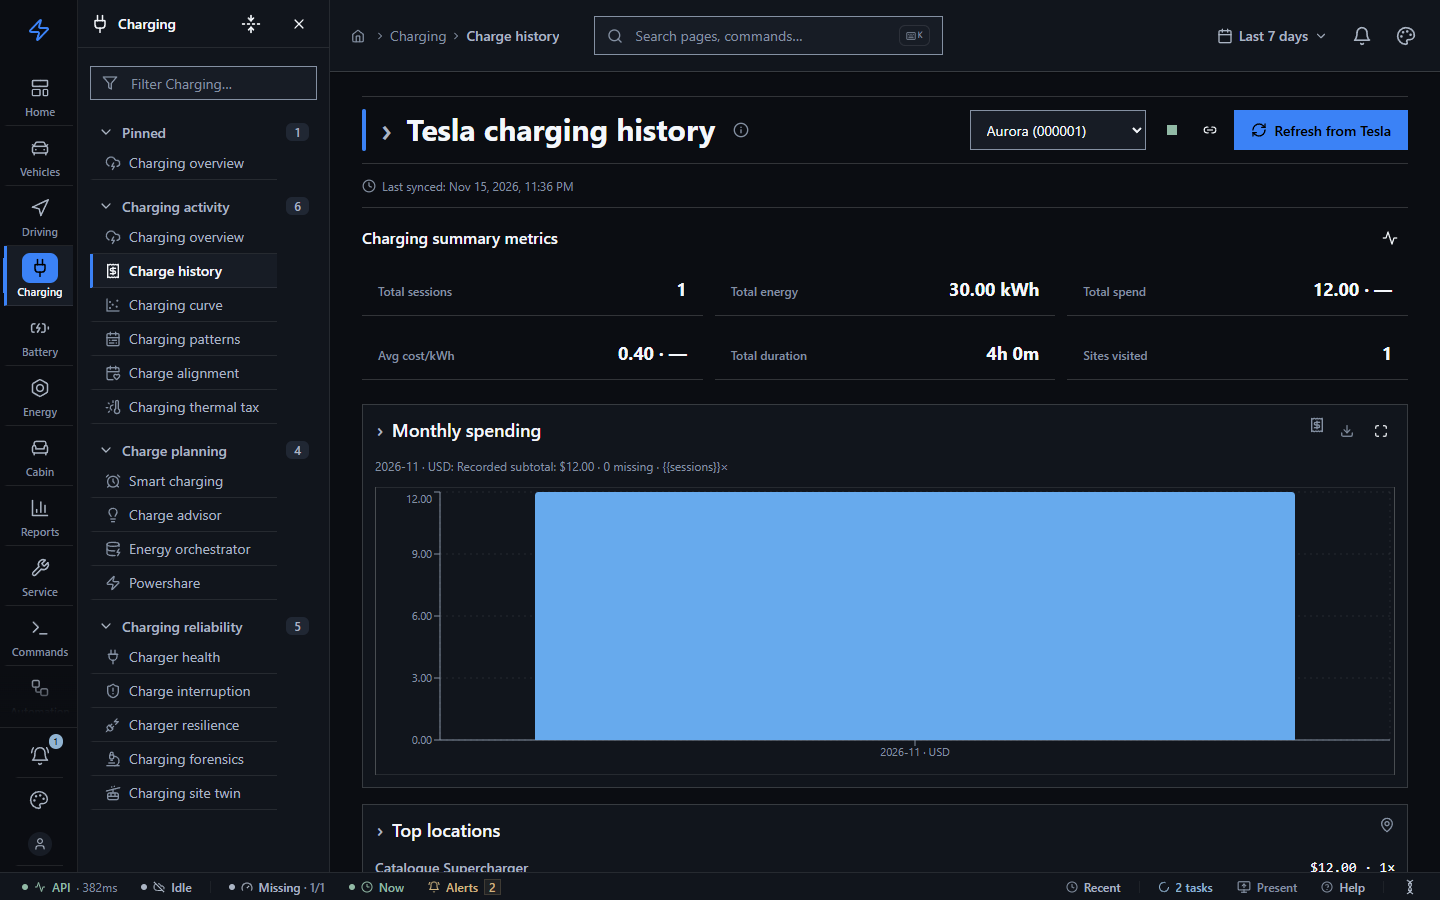 Charging
Charging
Charge history
Search pages, commands...
K
Last 7 days
Home
Vehicles
Driving
Charging
Battery
Energy
Cabin
Reports
Service
Commands
1
Filter Charging...
Pinned
1
Charging overview
Charging activity
6
Charging overview
Charge history
Charging curve
Charging patterns
Charge alignment
Charging thermal tax
Charge planning
4
Smart charging
Charge advisor
Energy orchestrator
Powershare
Charging reliability
5
Charger health
Charge interruption
Charger resilience
Charging forensics
Charging site twin
Tesla charging history
Aurora (000001)
Refresh from Tesla
Last synced: Nov 15, 2026, 11:36 PM
Charging summary metrics
Total sessions
1
Total energy
30.00 kWh
Total spend
12.00 · —
Avg cost/kWh
0.40 · —
Total duration
4h 0m
Sites visited
1
Monthly spending
2026-11 · USD: Recorded subtotal: $12.00 · 0 missing · {{sessions}}×
12.00
9.00
6.00
3.00
0.00
2026-11 · USD
Top locations
Catalogue Supercharger
$12.00 · 1×
API · 382ms
Idle
Missing · 1/1
Now
Alerts 2
Recent
2 tasks
Present
Help